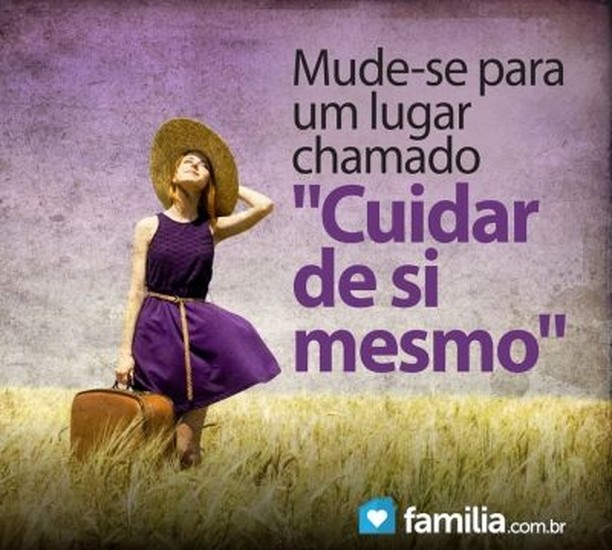 Mude-se para
um lugar
chamado
"Cuidar
de si
mesmo"
familia.com.br